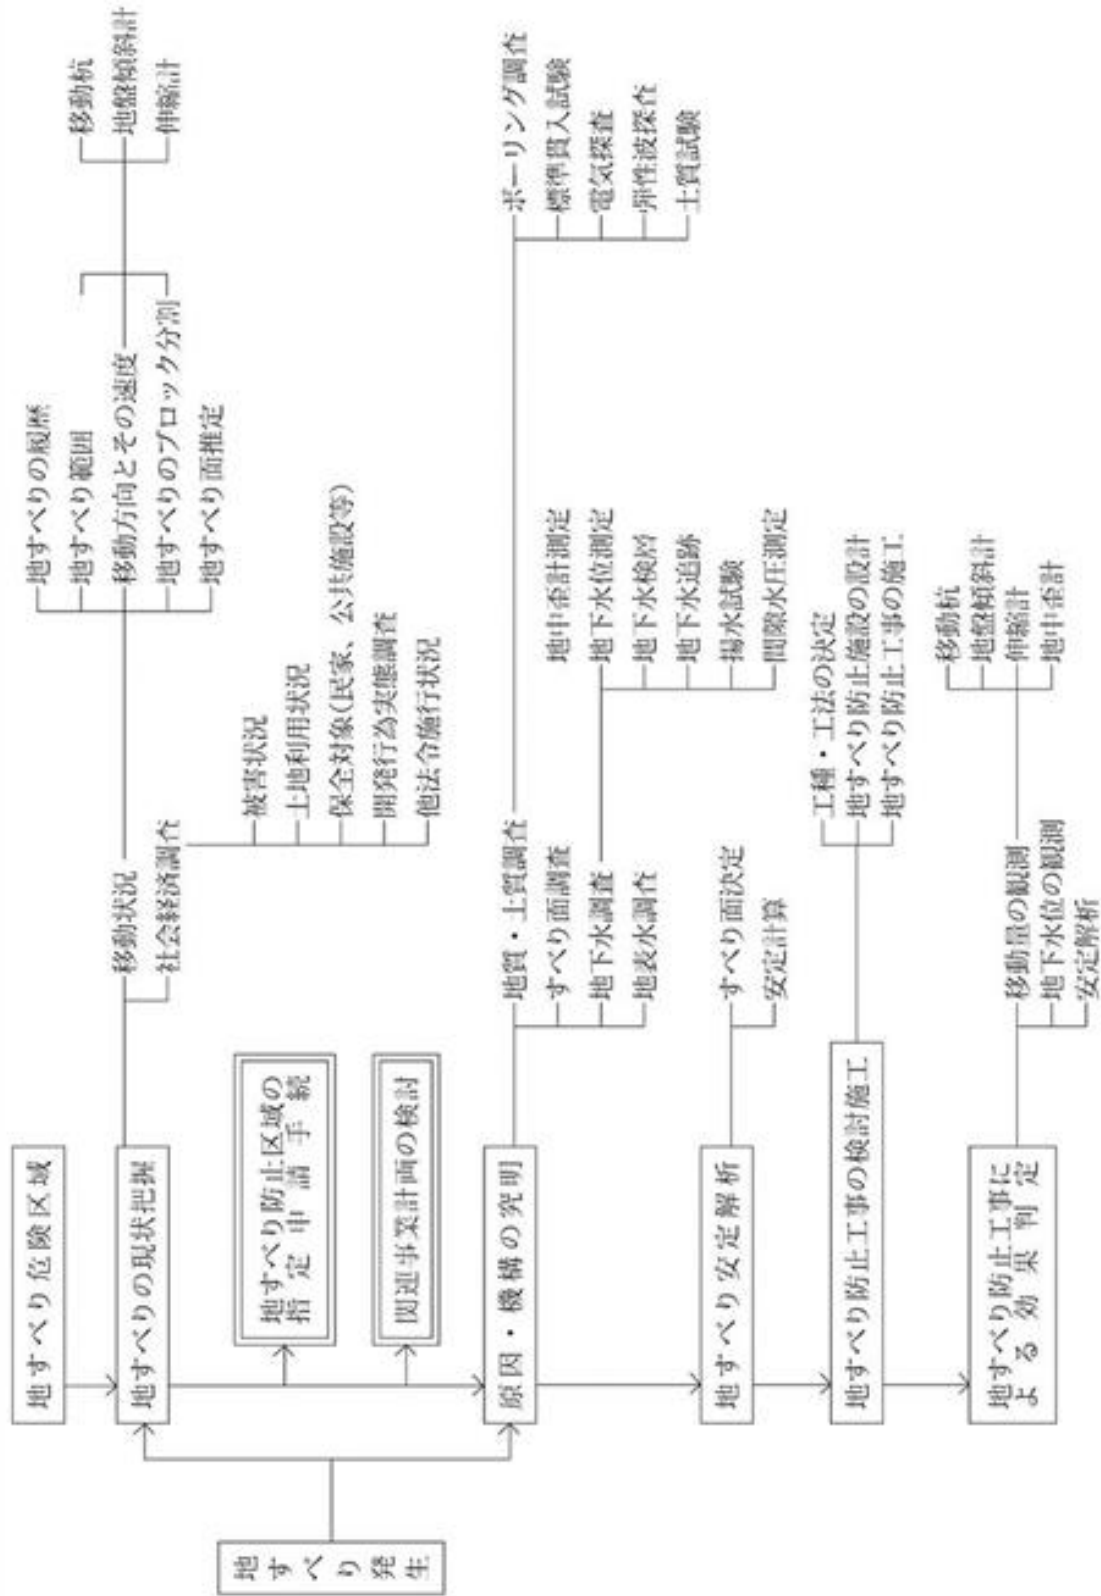 地すべり発生
地すべり危険区域
地すべりの現状把握
移動状況
地すべりの履歴
地すべり範囲
移動方向とその速度
地すべりのブロック分割
地すべり面推定
移動杭
地盤傾斜計
伸縮計
社会経済調査
被害状況
土地利用状況
保全対象(民家、公共施設等)
開発行為実態調査
他法令施行状況
地すべり防止区域の
指定申請手続
関連事業計画の検討
原因・機構の究明
地質・土質調査
ボーリング調査
標準貫入試験
電気探査
弾性波探査
土質試験
すべり面調査
地中歪計測定
地下水調査
地下水位測定
地下水検層
地下水追跡
揚水試験
間隙水圧測定
地表水調査
地すべり安定解析
すべり面決定
安定計算
地すべり防止工事の検討施工
工種・工法の決定
地すべり防止施設の設計
地すべり防止工事の施工
地すべり防止工事に
よる効果判定
移動量の観測
移動杭
地盤傾斜計
伸縮計
地中歪計
地下水位の観測
安定解析